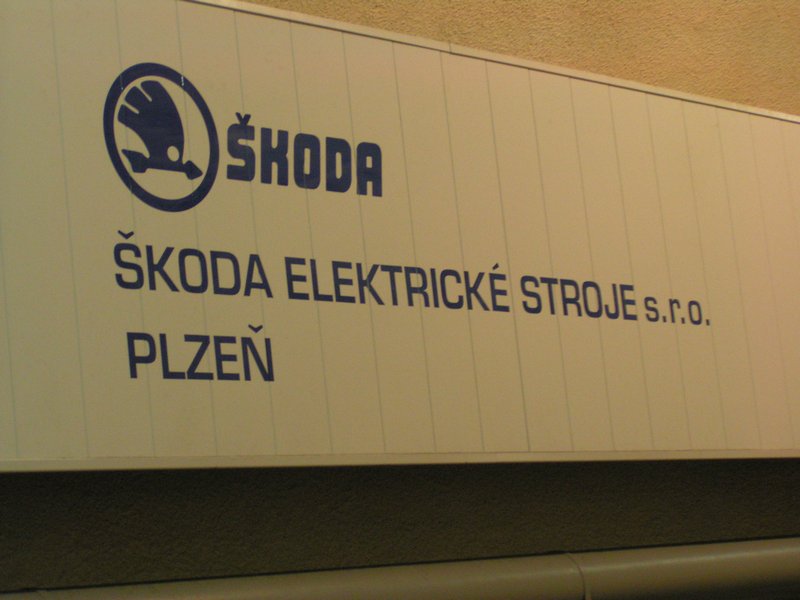 ŠKODA
ŠKODA ELEKTRICKÉ STROJE s.r.o.
PLZEŇ